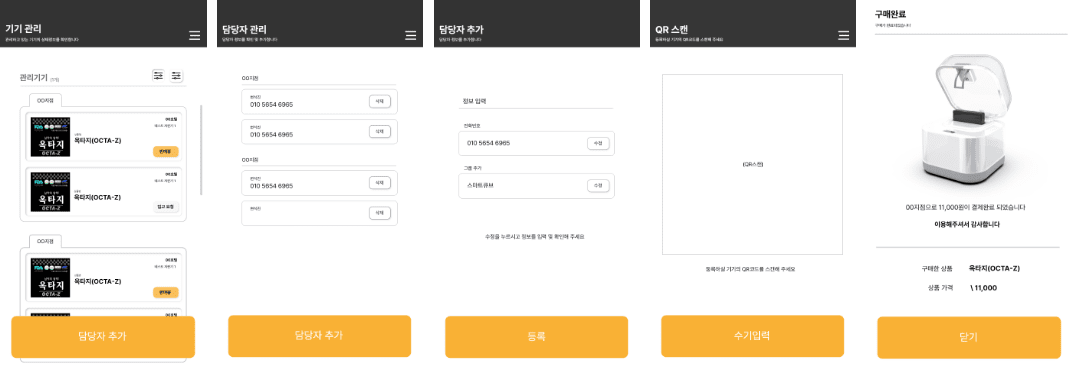 기기 관리
관리하고 있는 기기의 상태정보를 확인합니다
관리기기
OO지점
옥타지
OCTA-Z
옥타지(OCTA-Z)
판매중
옥타지
OCTA-Z
옥타지(OCTA-Z)
입고 요청
OO지점
옥타지
OCTA-Z
옥타지(OCTA-Z)
판매중
담당자 추가
담당자 관리
담당자 정보를 확인 및 추가합니다
OO지점
010 5654 6965
삭제
010 5654 6965
삭제
OO지점
010 5654 6965
삭제
삭제
담당자 추가
담당자 추가
담당자 정보를 추가합니다
정보 입력
전화번호
010 5654 6965
수정
그룹 추가
스마트큐브
수정
수정을 누르시고 정보를 입력 및 확인해 주세요
등록
QR 스캔
등록하실 기기의 QR코드를 스캔해 주세요
(QR스캔)
등록하실 기기의 QR코드를 스캔해 주세요
수기입력
구매완료
구매가 완료되었습니다
OO지점으로 11,000원이 결제완료 되었습니다
이용해주셔서 감사합니다
구매한 상품 옥타지(OCTA-Z)
상품 가격 \ 11,000
닫기